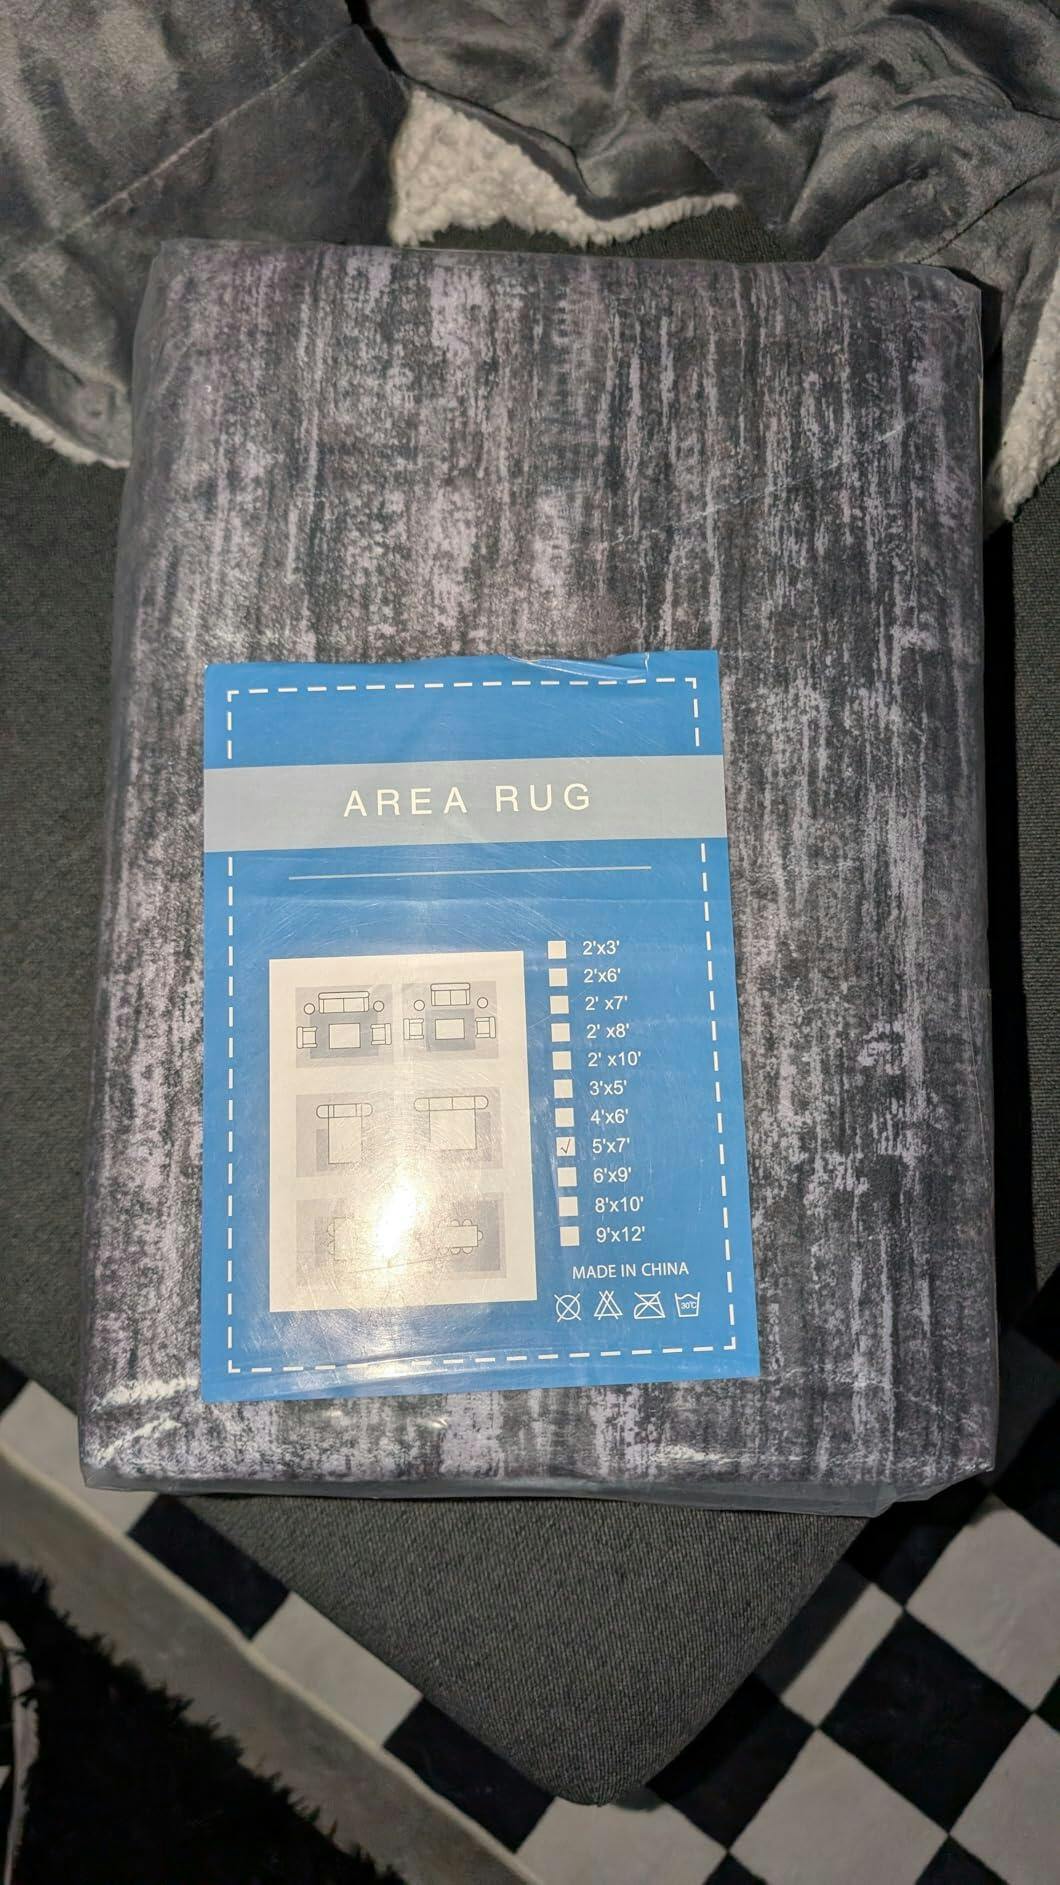 AREA RUG
2'x3'
2'x6'
2' x7'
2' x8'
2' x10'
3'x5'
4'x6'
✓ 5'x7'
6'x9'
8'x10'
9'x12'
MADE IN CHINA
30°C